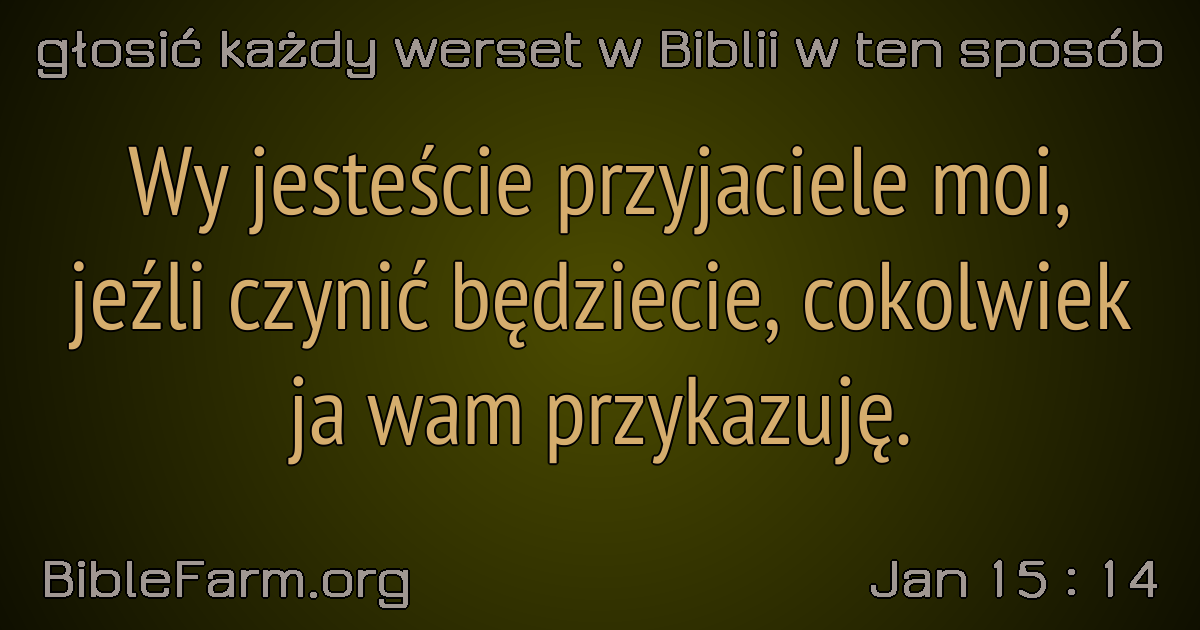 głosić każdy werset w Biblii w ten sposób
Wy jesteście przyjaciele moi,
jeźli czynić będziecie, cokolwiek
ja wam przykazuję.
BibleFarm.org
Jan 15 : 14